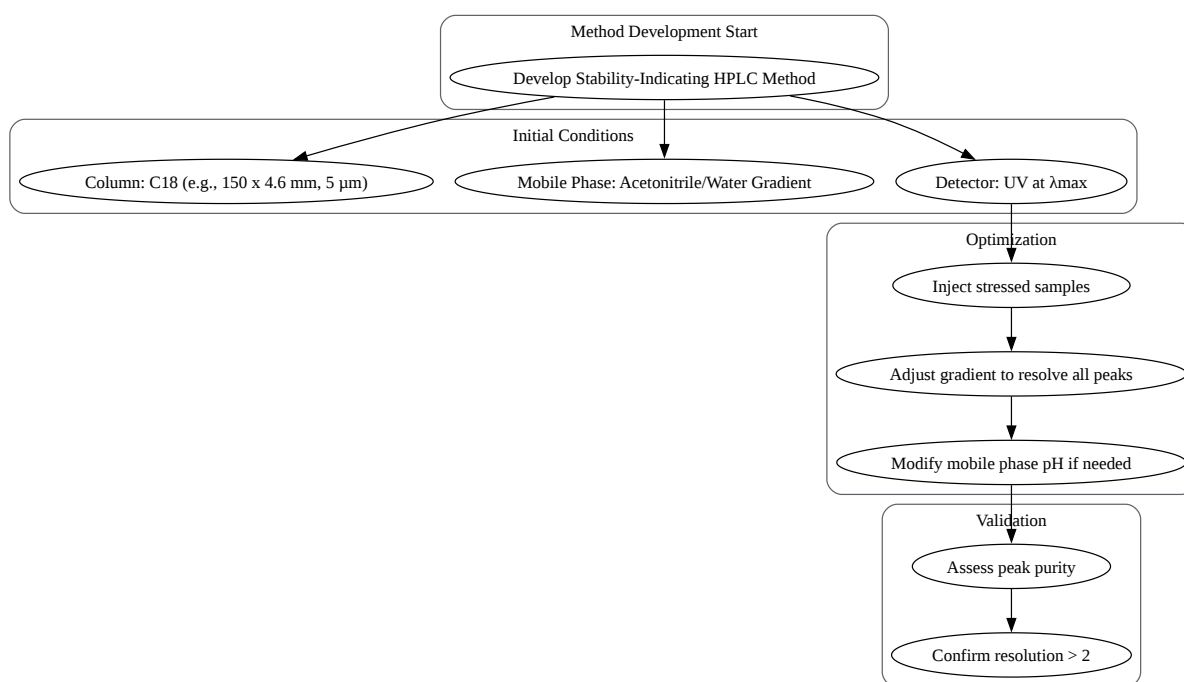 Method Development Start
Develop Stability-Indicating HPLC Method
Initial Conditions
Column: C18 (e.g., 150 x 4.6 mm, 5 µm)
Mobile Phase: Acetonitrile/Water Gradient
Detector: UV at λmax
Optimization
Inject stressed samples
Adjust gradient to resolve all peaks
Modify mobile phase pH if needed
Validation
Assess peak purity
Confirm resolution > 2